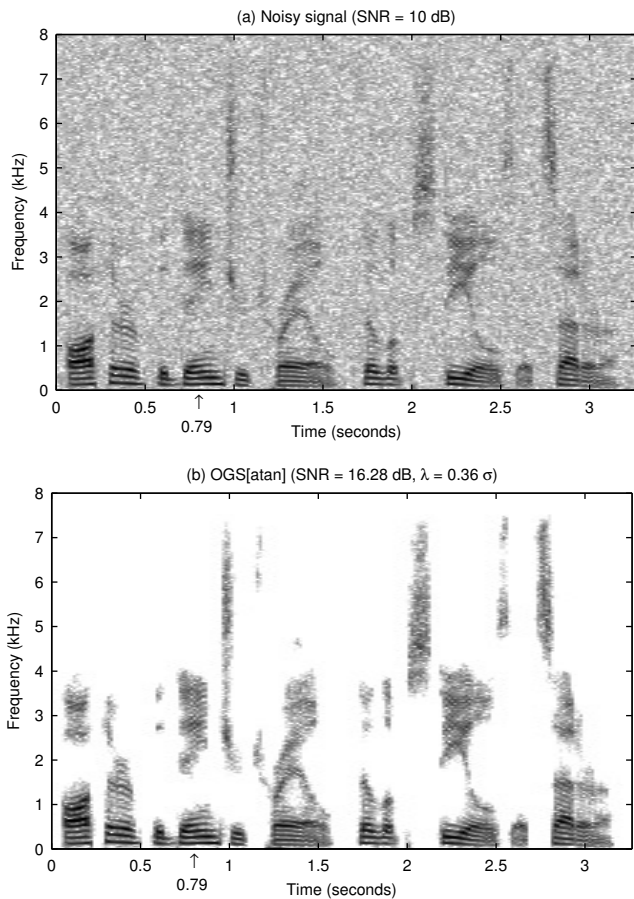 (a) Noisy signal (SNR = 10 dB)
8
7
6
5
4
3
2
1
0
Frequency (kHz)
0 0.5 1 1.5 2 2.5 3
↑
0.79
Time (seconds)
(b) OGS[atan] (SNR = 16.28 dB, λ = 0.36 σ)
8
7
6
5
4
3
2
1
0
Frequency (kHz)
0 0.5 1 1.5 2 2.5 3
↑
0.79
Time (seconds)